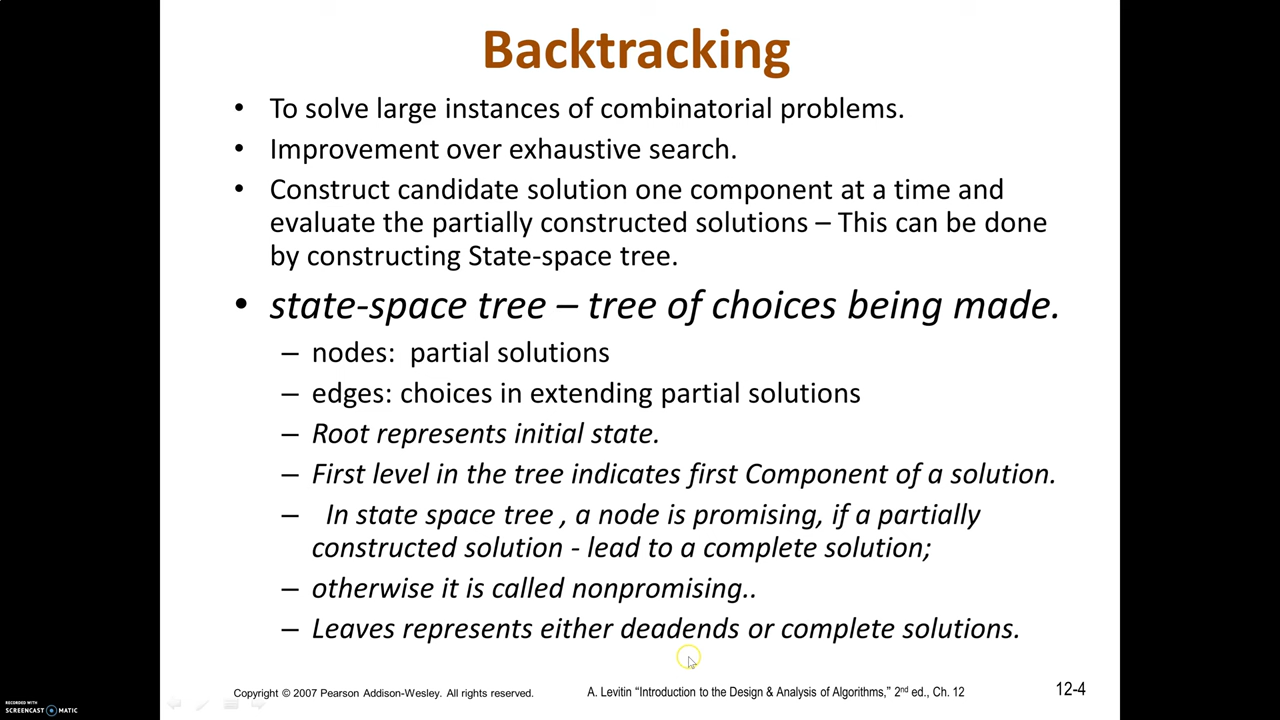 Backtracking
• To solve large instances of combinatorial problems.
• Improvement over exhaustive search.
• Construct candidate solution one component at a time and
evaluate the partially constructed solutions – This can be done
by constructing State-space tree.
• state-space tree – tree of choices being made.
– nodes: partial solutions
– edges: choices in extending partial solutions
– Root represents initial state.
– First level in the tree indicates first Component of a solution.
– In state space tree , a node is promising, if a partially
constructed solution - lead to a complete solution;
– otherwise it is called nonpromising..
– Leaves represents either deadends or complete solutions.
Copyright © 2007 Pearson Addison-Wesley. All rights reserved.
A. Levitin “Introduction to the Design & Analysis of Algorithms,” 2nd ed., Ch. 12
12-4
RECORDED WITH
SCREENCAST MATIC